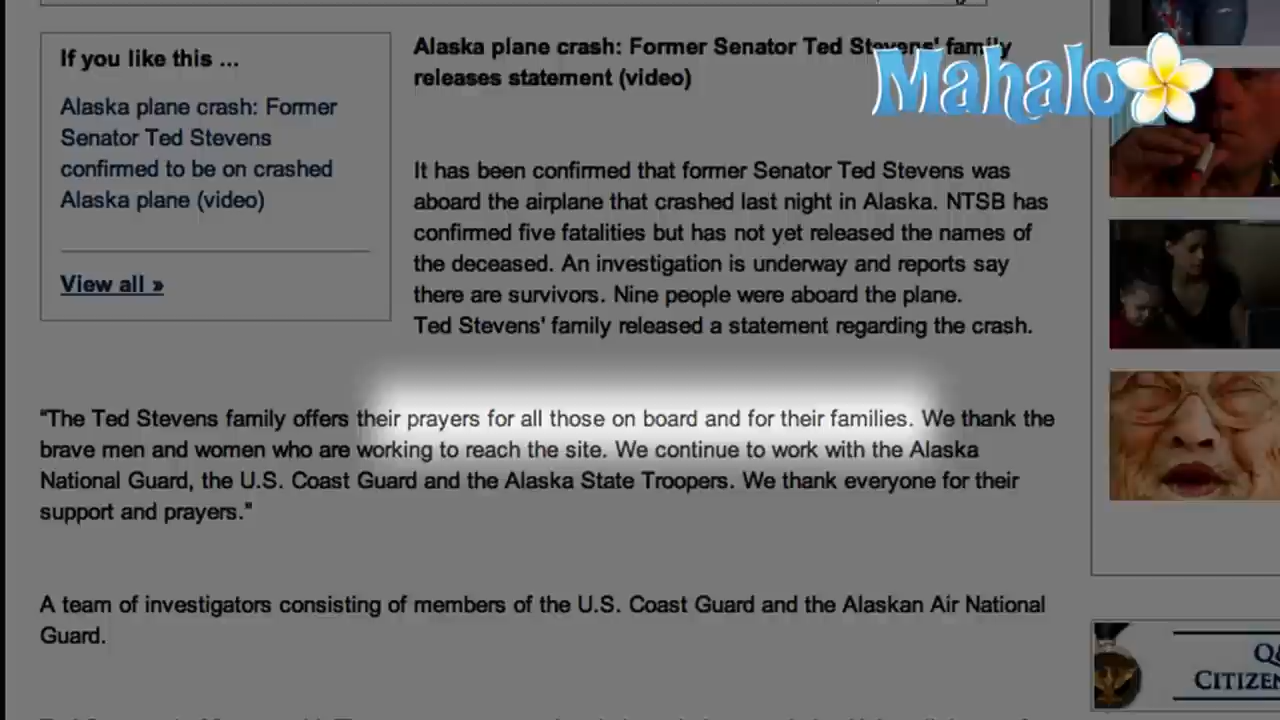 If you like this ...
Alaska plane crash: Former
Senator Ted Stevens
confirmed to be on crashed
Alaska plane (video)
View all »
Alaska plane crash: Former Senator Ted Stevens' family
releases statement (video)
Mahalo
It has been confirmed that former Senator Ted Stevens was
aboard the airplane that crashed last night in Alaska. NTSB has
confirmed five fatalities but has not yet released the names of
the deceased. An investigation is underway and reports say
there are survivors. Nine people were aboard the plane.
Ted Stevens' family released a statement regarding the crash.
"The Ted Stevens family offers their prayers for all those on board and for their families. We thank the
brave men and women who are working to reach the site. We continue to work with the Alaska
National Guard, the U.S. Coast Guard and the Alaska State Troopers. We thank everyone for their
support and prayers."
A team of investigators consisting of members of the U.S. Coast Guard and the Alaskan Air National
Guard.
CITIZEN